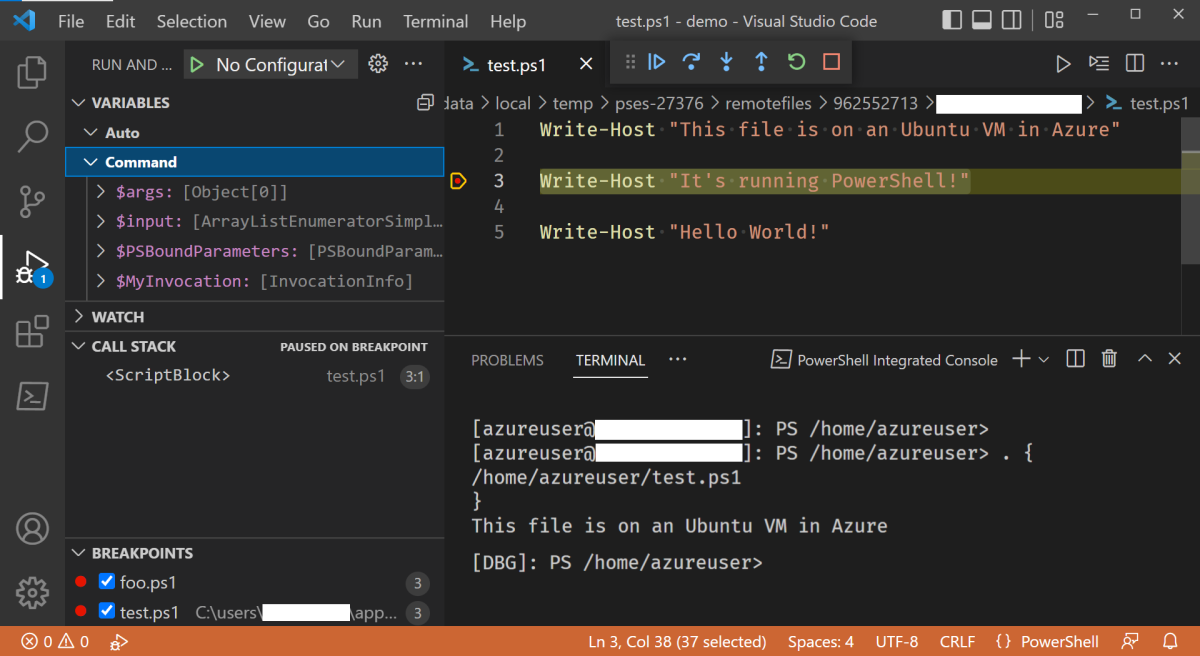 File Edit Selection View Go Run Terminal Help test.ps1 - demo - Visual Studio Code
RUN AND ... No Configurat
VARIABLES
Auto
Command
$args: [Object[0]]
$input: [ArrayListEnumeratorSimpl...
$PSBoundParameters: [PSBoundParam...
$MyInvocation: [InvocationInfo]
WATCH
CALL STACK PAUSED ON BREAKPOINT
<ScriptBlock> test.ps1 3:1
BREAKPOINTS
foo.ps1 3
test.ps1 C:\users\ \app... 3
1
test.ps1
data > local > temp > pses-27376 > remotefiles > 962552713 > > test.ps1
1 Write-Host "This file is on an Ubuntu VM in Azure"
2
3 Write-Host "It's running PowerShell!"
4
5 Write-Host "Hello World!"
PROBLEMS TERMINAL ... PowerShell Integrated Console
[azureuser@ ]: PS /home/azureuser>
[azureuser@ ]: PS /home/azureuser> . {
/home/azureuser/test.ps1
}
This file is on an Ubuntu VM in Azure
[DBG]: PS /home/azureuser>
0 0 Ln 3, Col 38 (37 selected) Spaces: 4 UTF-8 CRLF {} PowerShell